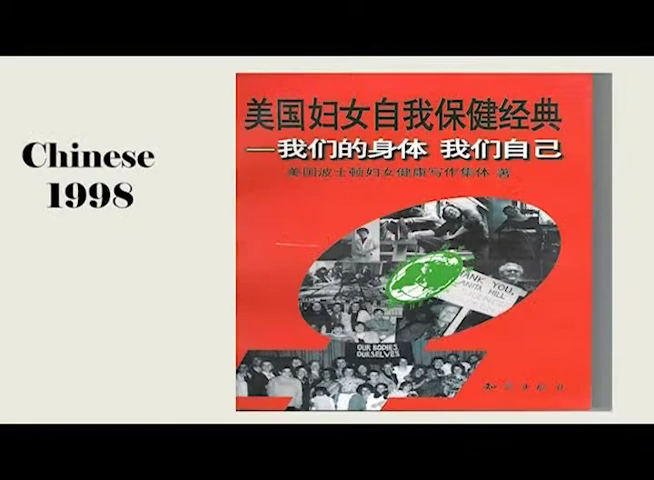 Chinese
1998
美国妇女自我保健经典
—我们的身体 我们自己
美国波士顿妇女健康写作集体 著
THANK YOU,
ANITA HILL
OUR BODIES
OURSELVES